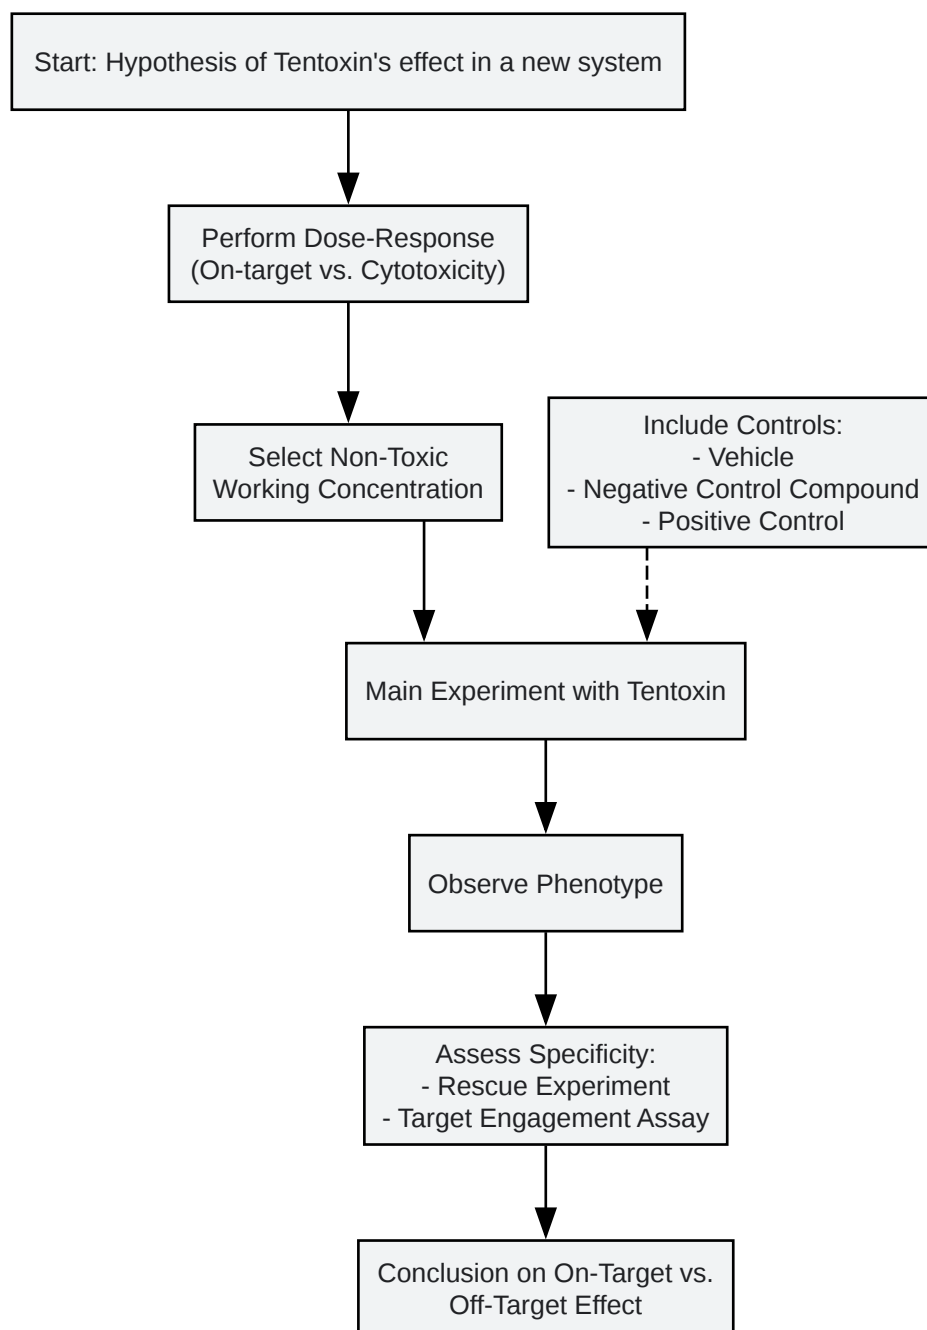 Start: Hypothesis of Tentoxin's effect in a new system
Perform Dose-Response
(On-target vs. Cytotoxicity)
Select Non-Toxic
Working Concentration
Include Controls:
- Vehicle
- Negative Control Compound
- Positive Control
Main Experiment with Tentoxin
Observe Phenotype
Assess Specificity:
- Rescue Experiment
- Target Engagement Assay
Conclusion on On-Target vs.
Off-Target Effect